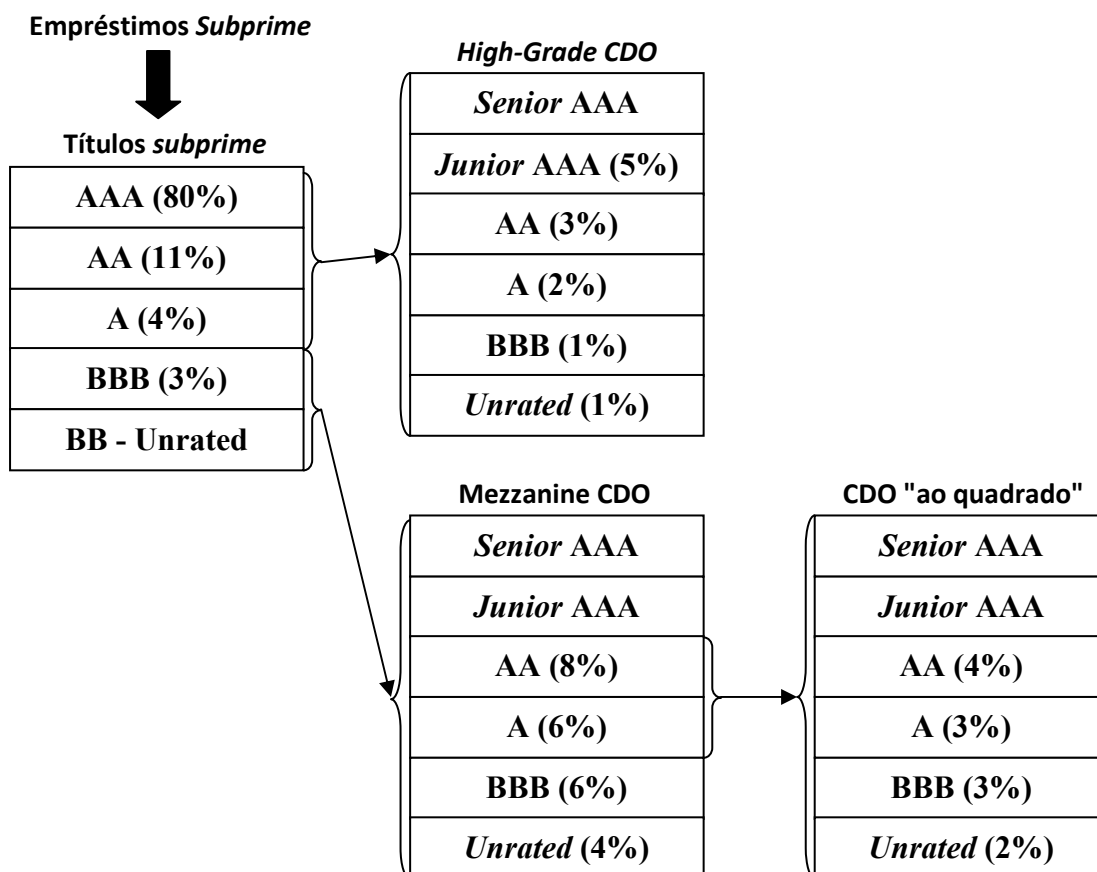 Empréstimos Subprime
Títulos subprime
AAA (80%)
AA (11%)
A (4%)
BBB (3%)
BB - Unrated
High-Grade CDO
Senior AAA
Junior AAA (5%)
AA (3%)
A (2%)
BBB (1%)
Unrated (1%)
Mezzanine CDO
Senior AAA
Junior AAA
AA (8%)
A (6%)
BBB (6%)
Unrated (4%)
CDO "ao quadrado"
Senior AAA
Junior AAA
AA (4%)
A (3%)
BBB (3%)
Unrated (2%)